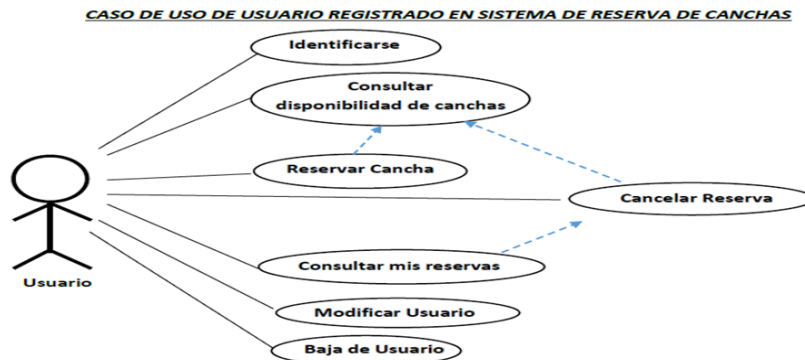 CASO DE USO DE USUARIO REGISTRADO EN SISTEMA DE RESERVA DE CANCHAS
Identificarse
Consultar
disponibilidad de canchas
Reservar Cancha
Cancelar Reserva
Consultar mis reservas
Usuario
Modificar Usuario
Baja de Usuario